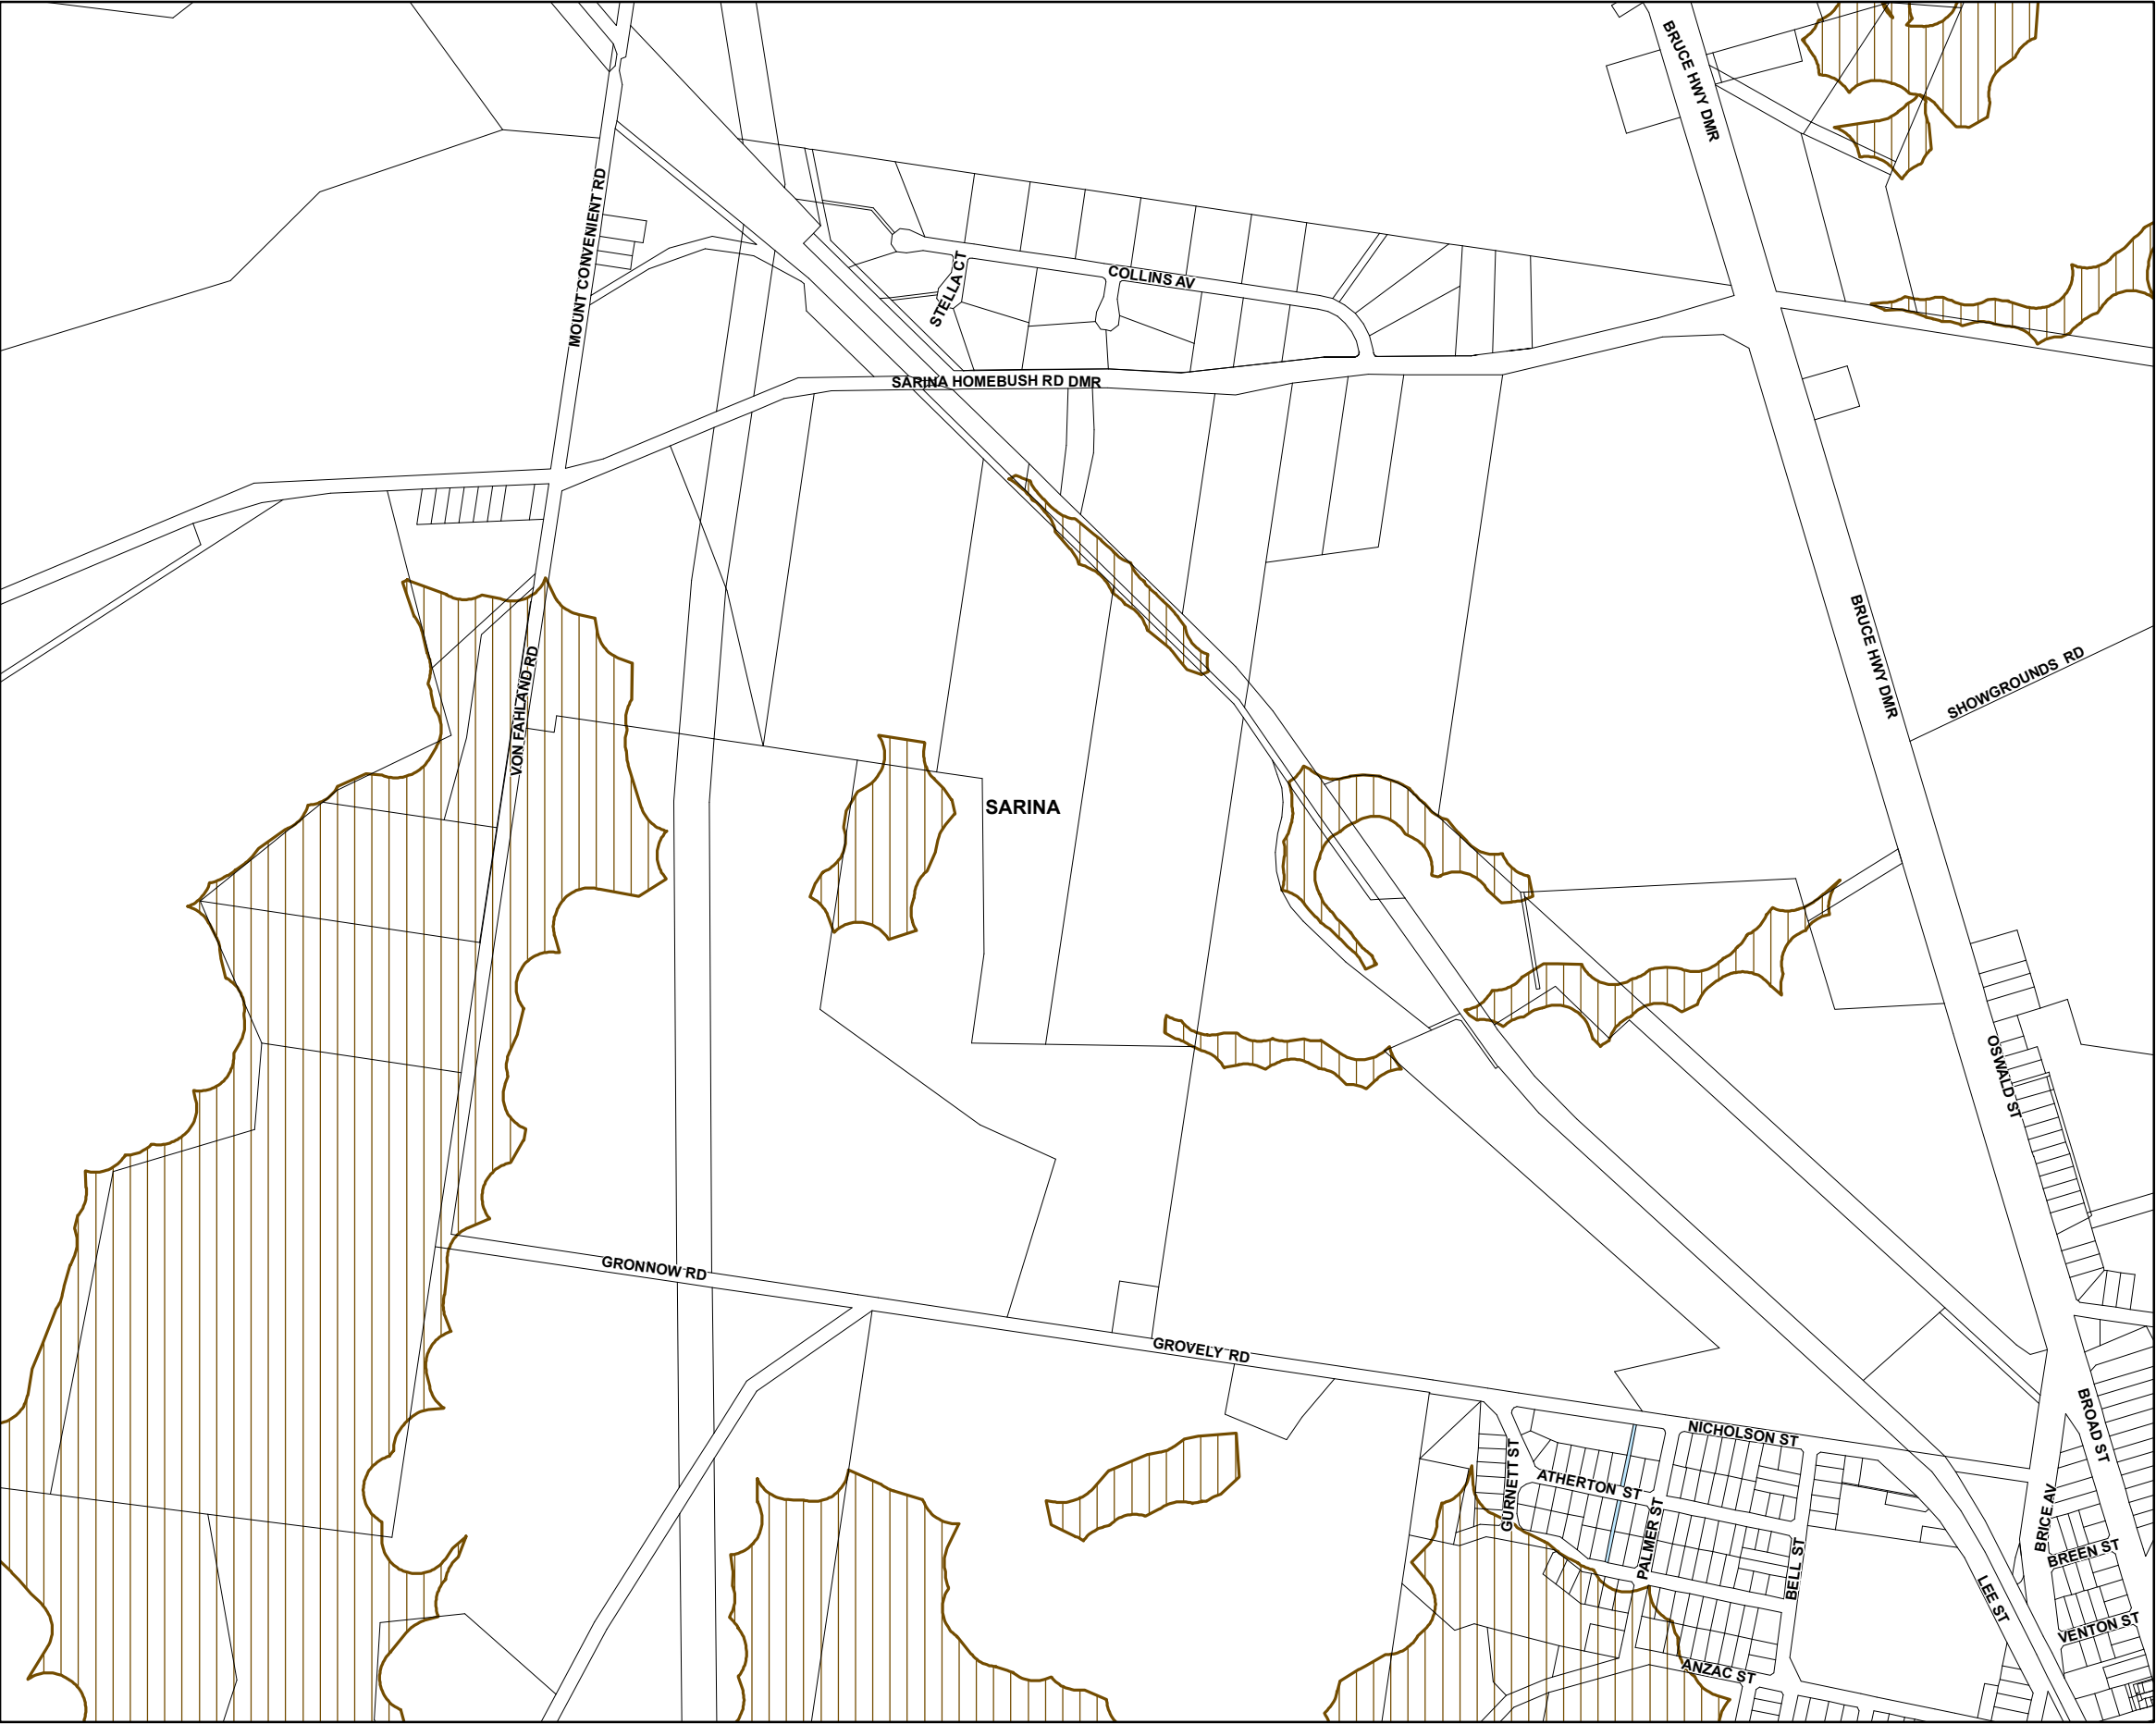 BRUCE HWY DMR
MOUNT CONVENIENT RD
STELLA CT
COLLINS AV
SARINA HOMEBUSH RD DMR
BRUCE HWY DMR
SHOWGROUNDS RD
VON FAHLAND RD
SARINA
OSWALD ST
GRONNOW RD
GROVELY RD
NICHOLSON ST
BROAD ST
GURNETT ST
ATHERTON ST
PALMER ST
BELL ST
BRICE AV
BREEN ST
LEE ST
VENTON ST
ANZAC ST